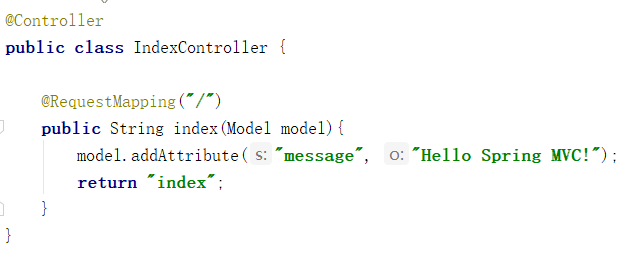 @Controller
public class IndexController {
@RequestMapping("/")
public String index(Model model){
model.addAttribute( s: "message", o: "Hello Spring MVC!");
return "index";
}
}